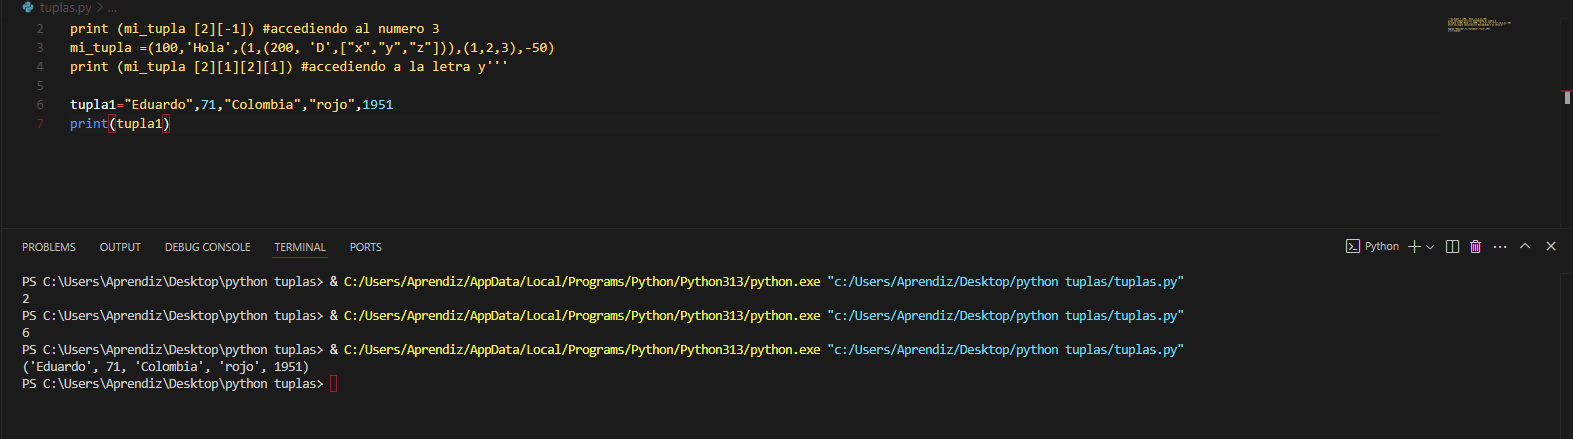 tuplas.py > ...
2 print (mi_tupla [2][-1]) #accediendo al numero 3
3 mi_tupla =(100,'Hola',(1,(200, 'D',["x","y","z"])),(1,2,3),-50)
4 print (mi_tupla [2][1][2][1]) #accediendo a la letra y'''
5
6 tupla1="Eduardo",71,"Colombia","rojo",1951
7 print(tupla1)
PROBLEMS OUTPUT DEBUG CONSOLE TERMINAL PORTS Python
PS C:\Users\Aprendiz\Desktop\python tuplas> & C:/Users/Aprendiz/AppData/Local/Programs/Python/Python313/python.exe "c:/Users/Aprendiz/Desktop/python tuplas/tuplas.py"
2
PS C:\Users\Aprendiz\Desktop\python tuplas> & C:/Users/Aprendiz/AppData/Local/Programs/Python/Python313/python.exe "c:/Users/Aprendiz/Desktop/python tuplas/tuplas.py"
6
PS C:\Users\Aprendiz\Desktop\python tuplas> & C:/Users/Aprendiz/AppData/Local/Programs/Python/Python313/python.exe "c:/Users/Aprendiz/Desktop/python tuplas/tuplas.py"
('Eduardo', 71, 'Colombia', 'rojo', 1951)
PS C:\Users\Aprendiz\Desktop\python tuplas>